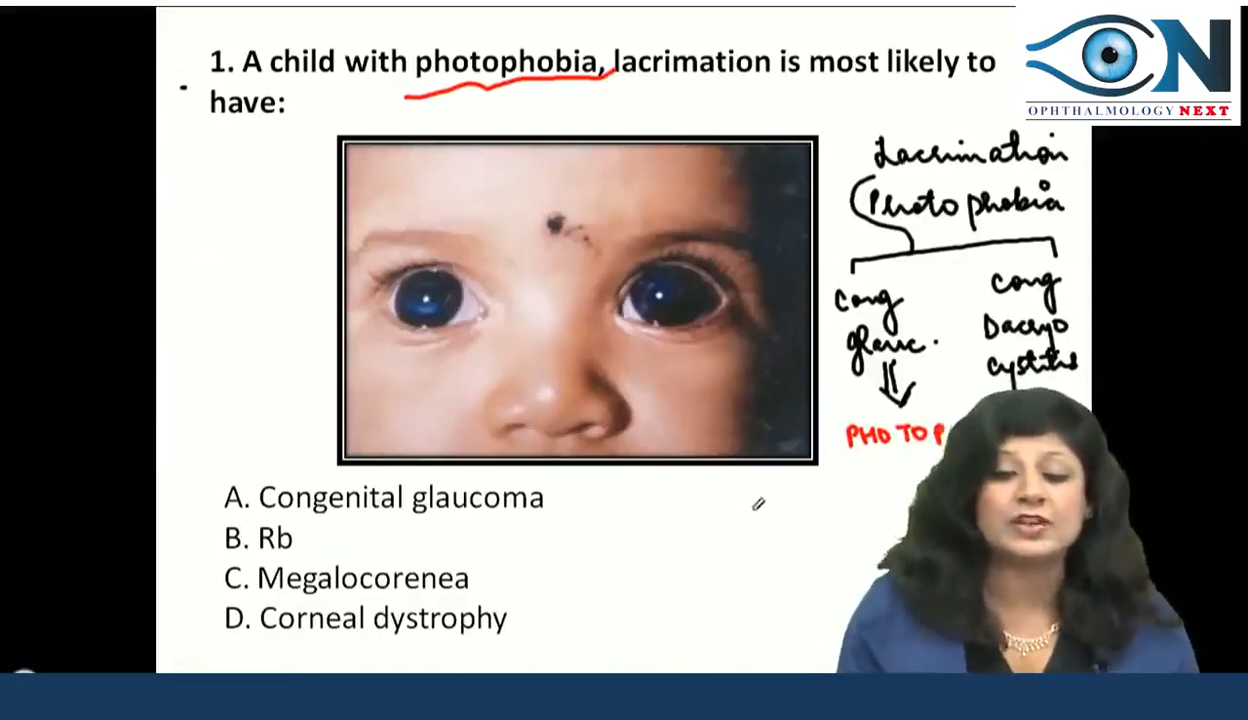 1. A child with photophobia, lacrimation is most likely to
have:
ON
OPHTHALMOLOGY NEXT
Lacrimation
Photophobia
Cong
glauc.
Cong
Dacryo
cystitis
PHOTOP
A. Congenital glaucoma
B. Rb
C. Megalocorenea
D. Corneal dystrophy